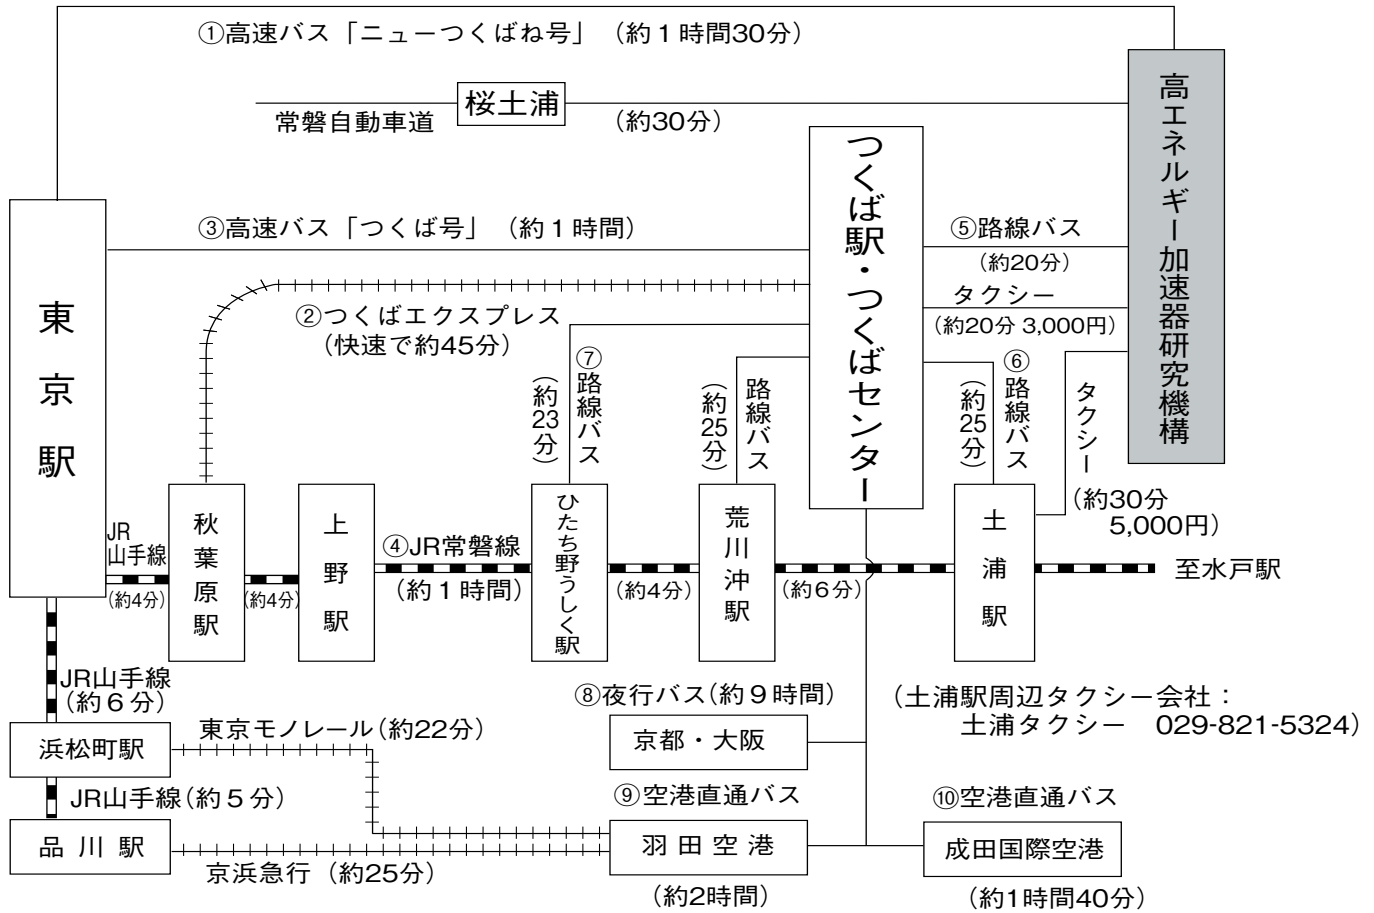 ①高速バス「ニューつくばね号」（約１時間30分）
常磐自動車道
桜土浦
（約30分）
高エネルギー加速器研究機構
つくば駅・つくばセンター
東京駅
③高速バス「つくば号」（約１時間）
⑤路線バス
（約20分）
タクシー
（約20分 3,000円）
②つくばエクスプレス
（快速で約45分）
⑦路線バス
（約23分）
路線バス
（約25分）
⑥路線バス
（約25分）
タクシー
（約30分
5,000円）
JR
山手線
（約4分）
秋葉原駅
（約4分）
上野駅
④JR常磐線
（約１時間）
ひたち野うしく駅
（約4分）
荒川沖駅
（約6分）
土浦駅
至水戸駅
JR山手線
（約６分）
浜松町駅
東京モノレール（約22分）
JR山手線（約５分）
品川駅
京浜急行（約25分）
⑧夜行バス（約９時間）
京都・大阪
（土浦駅周辺タクシー会社：
土浦タクシー　029-821-5324）
⑨空港直通バス
羽田空港
（約2時間）
⑩空港直通バス
成田国際空港
（約1時間40分）